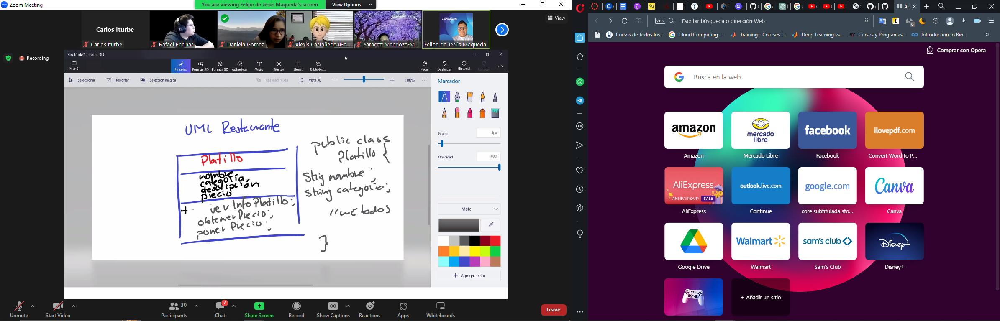 Zoom Meeting
You are viewing Felipe de Jesús Maqueda's screen
View Options
View
Carlos Iturbe
Carlos Iturbe
Rafael Encinas
Daniela Gomez
Alexis Castañeda (He...
Yaracett Mendoza-M...
Felipe de Jesús Maqueda
Recording
Sin título* - Paint 3D
Menú
Pinceles
Formas 2D
Formas 3D
Adhesivos
Texto
Efectos
Lienzo
Bibliotec...
Pegar
Deshacer
Historial
Rehacer
Seleccionar
Recortar
Selección mágica
Realidad mixta
Vista 3D
100%
Marcador
Grosor
5px.
Opacidad
100%
Mate
Agregar color
UML Restaurante
Platillo
nombre
categoría
descripción
precio
+ ver InfoPlatillo;
obtener Precio;
poner Precio;
public class
Platillo {
Stig nombre
String categoría;
//metodos
}
Unmute
Start Video
Participants
30
Chat
7
Share Screen
Record
CC
Show Captions
Reactions
Apps
Whiteboards
Leave
Ac
VPN
Escribir búsqueda o dirección Web
0
Cursos de Todos los...
Cloud Computing -...
Training - Courses i...
Deep Learning vs...
MIT
Cursos y Programas...
Introduction to Bio...
Comprar con Opera
Busca en la web
amazon
mercado
libre
facebook
ilovepdf.com
Amazon
Mercado Libre
Facebook
Convert Word to P...
AliExpress
ANNIVERSARY SALE
outlook.live.com
google.com
Canva
AliExpress
Continue
core subtitulada sto...
Canva
Walmart
sam's club
Disney+
Google Drive
Walmart
Sam's Club
Disney+
+ Añadir un sitio